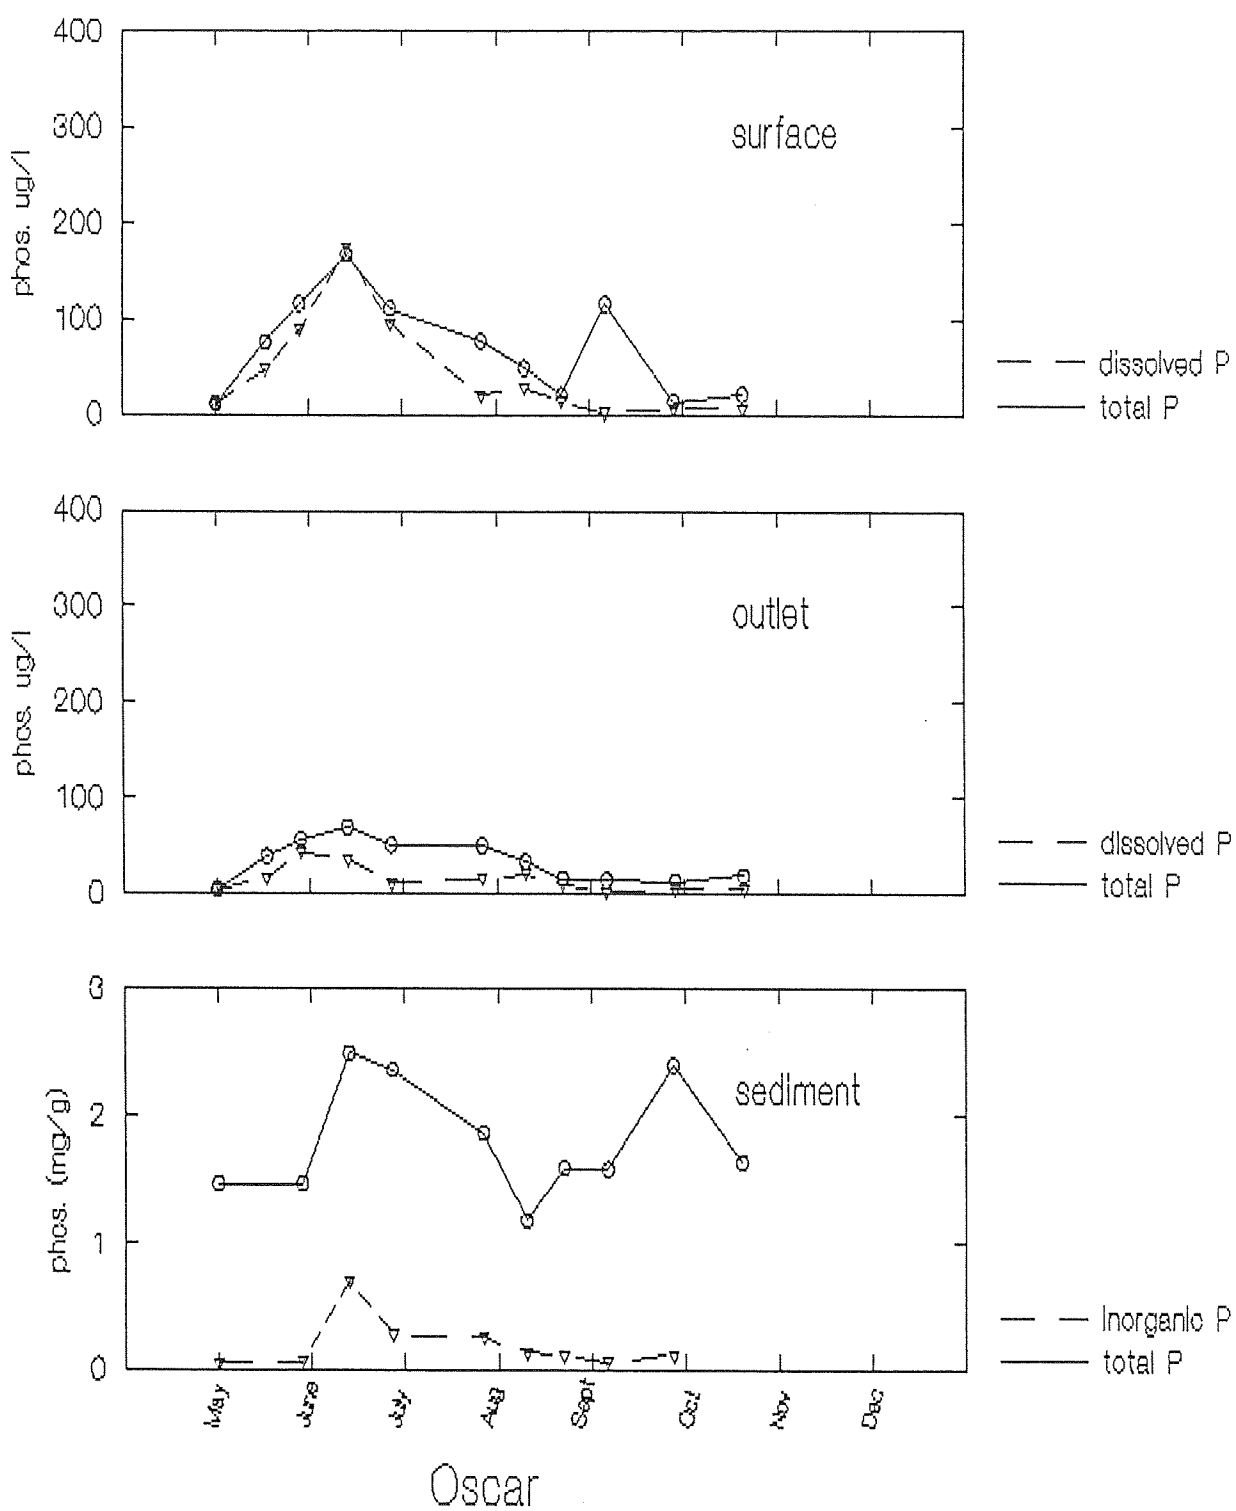 400
300
200
100
0
phos. ug/l
surface
dissolved P
total P
400
300
200
100
0
phos. ug/l
outlet
dissolved P
total P
3
2
1
0
phos. (mg/g)
sediment
Inorganic P
total P
May June July Aug Sept Oct Nov Dec
Oscar